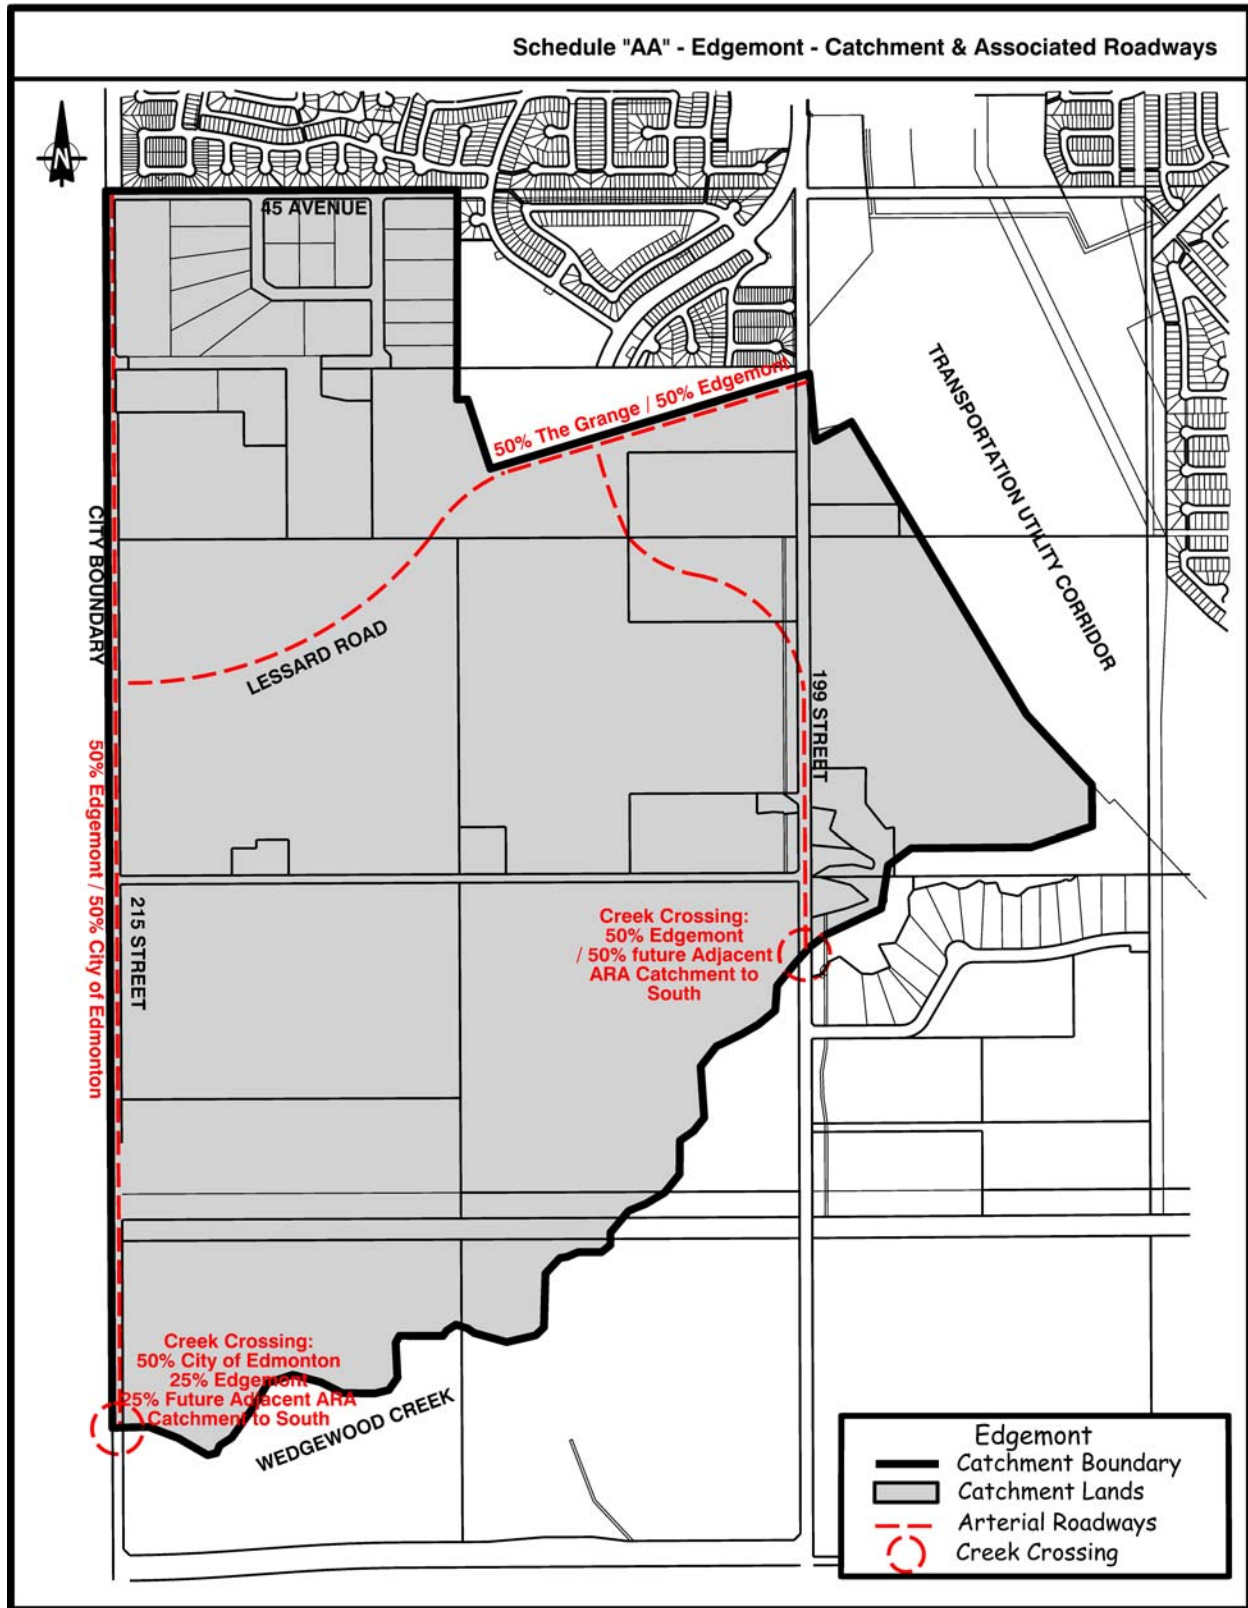 Schedule "AA" - Edgemont - Catchment & Associated Roadways
N
45 AVENUE
50% The Grange / 50% Edgemont
TRANSPORTATION UTILITY CORRIDOR
CITY BOUNDARY
LESSARD ROAD
199 STREET
50% Edgemont / 50% City of Edmonton
215 STREET
Creek Crossing:
50% Edgemont
/ 50% future Adjacent
ARA Catchment to
South
Creek Crossing:
50% City of Edmonton
25% Edgemont
25% Future Adjacent ARA
Catchment to South
WEDGEWOOD CREEK
Edgemont
Catchment Boundary
Catchment Lands
Arterial Roadways
Creek Crossing